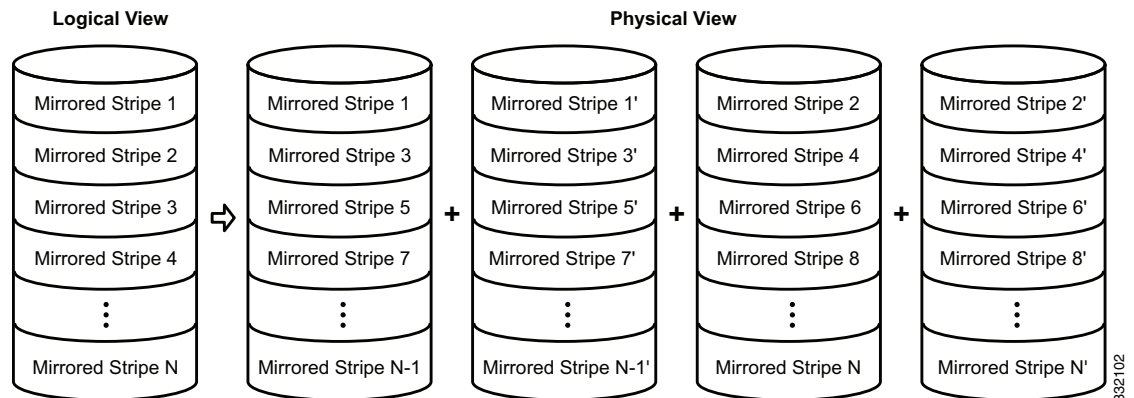 Logical View
Physical View
Mirrored Stripe 1
Mirrored Stripe 2
Mirrored Stripe 3
Mirrored Stripe 4
Mirrored Stripe N
Mirrored Stripe 1
Mirrored Stripe 3
Mirrored Stripe 5
Mirrored Stripe 7
Mirrored Stripe N-1
+
Mirrored Stripe 1'
Mirrored Stripe 3'
Mirrored Stripe 5'
Mirrored Stripe 7'
Mirrored Stripe N-1'
+
Mirrored Stripe 2
Mirrored Stripe 4
Mirrored Stripe 6
Mirrored Stripe 8
Mirrored Stripe N
+
Mirrored Stripe 2'
Mirrored Stripe 4'
Mirrored Stripe 6'
Mirrored Stripe 8'
Mirrored Stripe N'
332102